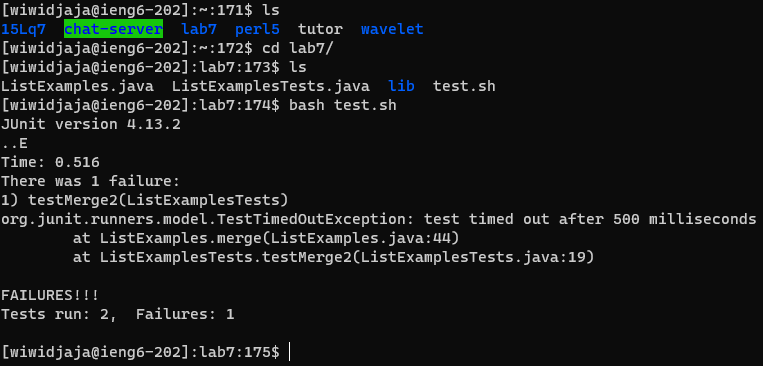 [wiwidjaja@ieng6-202]:~:171$ ls
15Lq7  chat-server  lab7  perl5  tutor  wavelet
[wiwidjaja@ieng6-202]:~:172$ cd lab7/
[wiwidjaja@ieng6-202]:lab7:173$ ls
ListExamples.java  ListExamplesTests.java  lib  test.sh
[wiwidjaja@ieng6-202]:lab7:174$ bash test.sh
JUnit version 4.13.2
..E
Time: 0.516
There was 1 failure:
1) testMerge2(ListExamplesTests)
org.junit.runners.model.TestTimedOutException: test timed out after 500 milliseconds
        at ListExamples.merge(ListExamples.java:44)
        at ListExamplesTests.testMerge2(ListExamplesTests.java:19)
FAILURES!!!
Tests run: 2,  Failures: 1
[wiwidjaja@ieng6-202]:lab7:175$